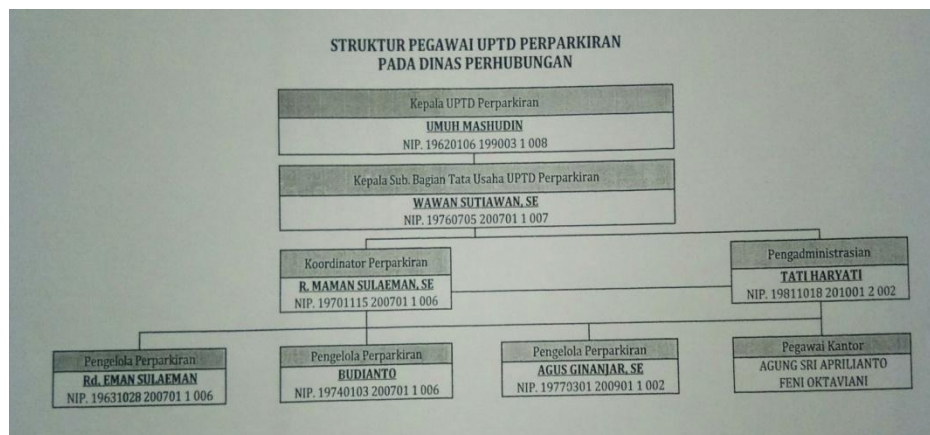 STRUKTUR PEGAWAI UPTD PERPARKIRAN
PADA DINAS PERHUBUNGAN
Kepala UPTD Perparkiran
UMUH MASHUDIN
NIP. 19620106 199003 1 008
Kepala Sub. Bagian Tata Usaha UPTD Perparkiran
WAWAN SUTIAWAN, SE
NIP. 19760705 200701 1 007
Koordinator Perparkiran
R. MAMAN SULAEMAN, SE
NIP. 19701115 200701 1 006
Pengadministrasian
TATI HARYATI
NIP. 19811018 201001 2 002
Pengelola Perparkiran
Rd. EMAN SULAEMAN
NIP. 19631028 200701 1 006
Pengelola Perparkiran
BUDIANTO
NIP. 19740103 200701 1 006
Pengelola Perparkiran
AGUS GINANJAR, SE
NIP. 19770301 200901 1 002
Pegawai Kantor
AGUNG SRI APRILIANTO
FENI OKTAVIANI